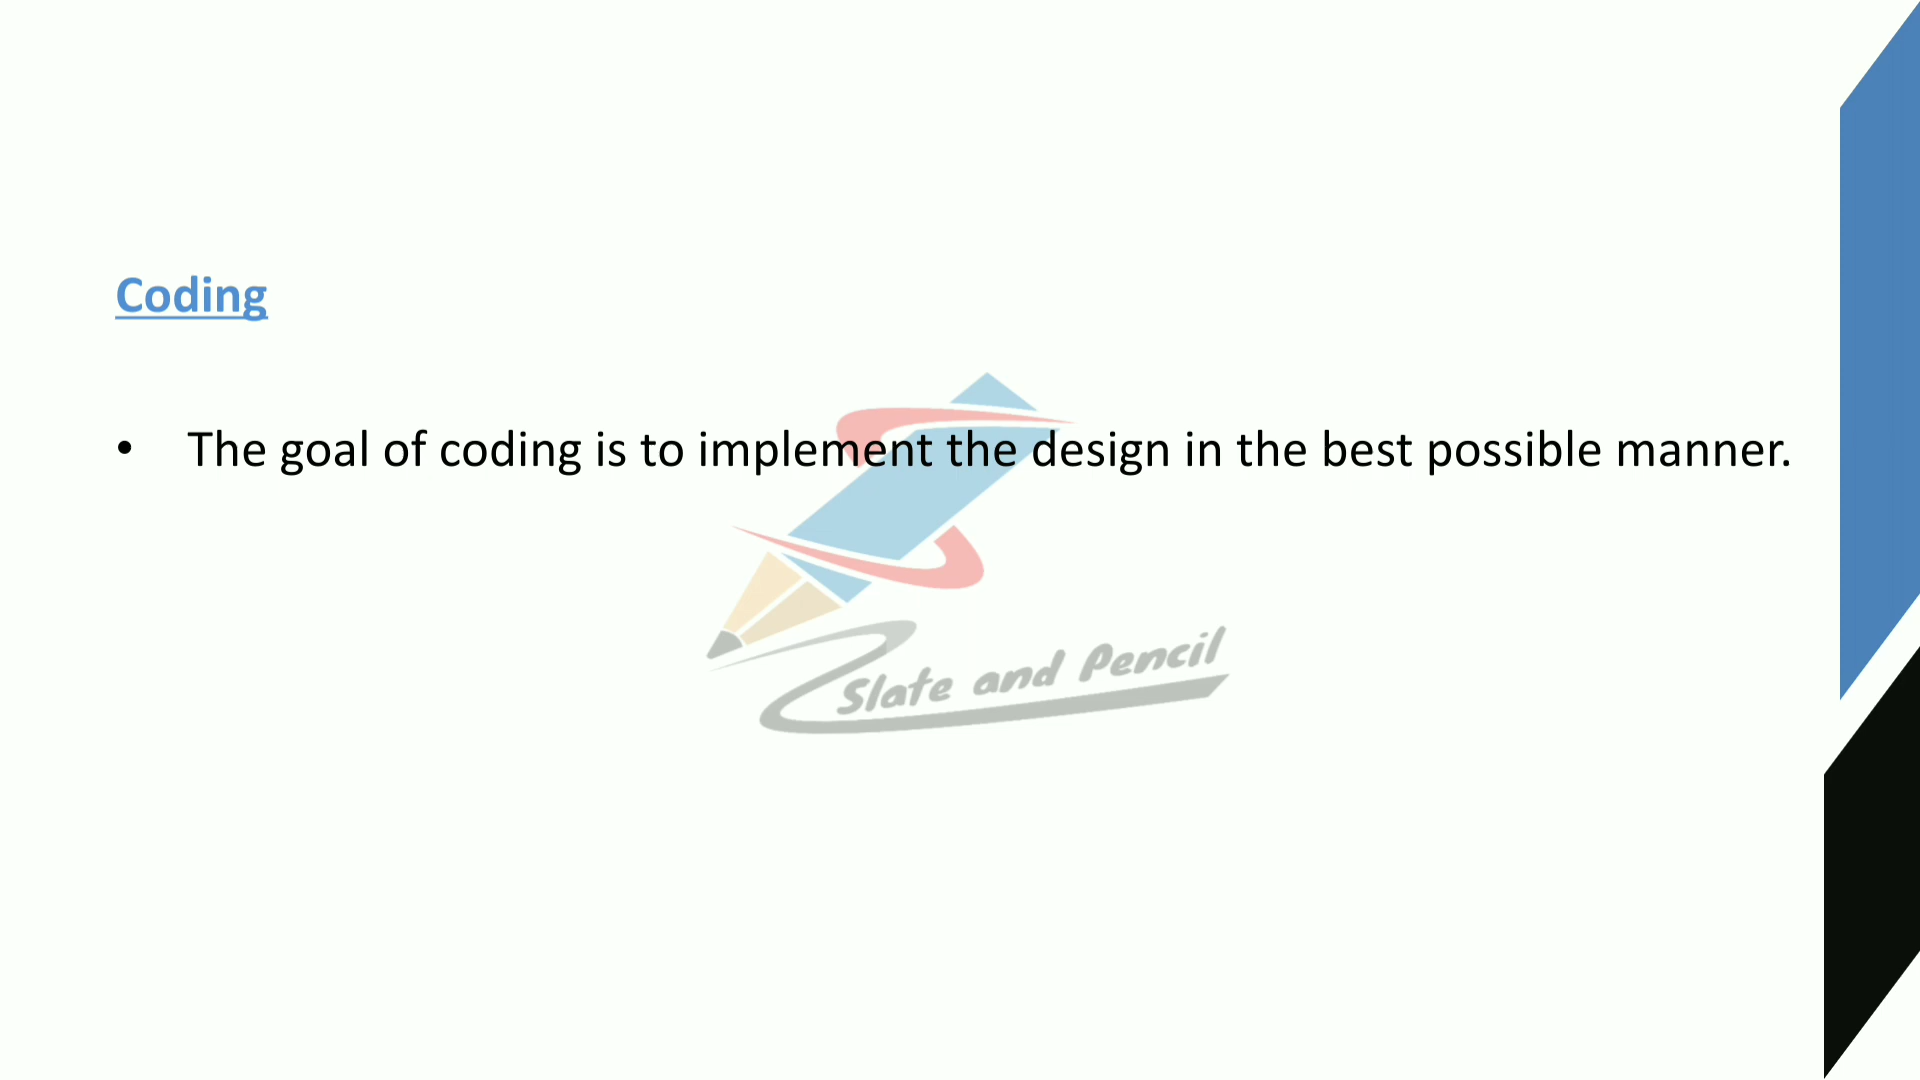 Coding
• The goal of coding is to implement the design in the best possible manner.
Slate and Pencil